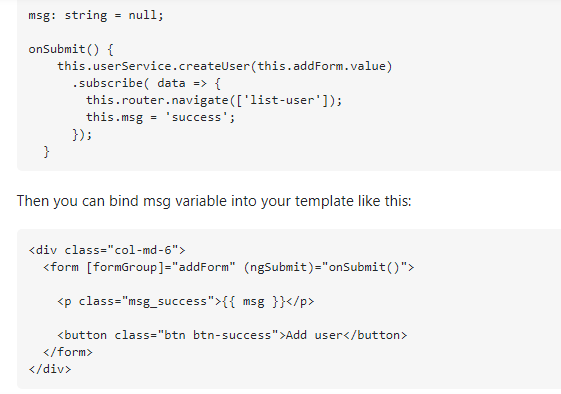 msg: string = null;
onSubmit() {
this.userService.createUser(this.addForm.value)
.subscribe( data => {
this.router.navigate(['list-user']);
this.msg = 'success';
});
}
Then you can bind msg variable into your template like this:
<div class="col-md-6">
<form [formGroup]="addForm" (ngSubmit)="onSubmit()">
<p class="msg_success">{{ msg }}</p>
<button class="btn btn-success">Add user</button>
</form>
</div>